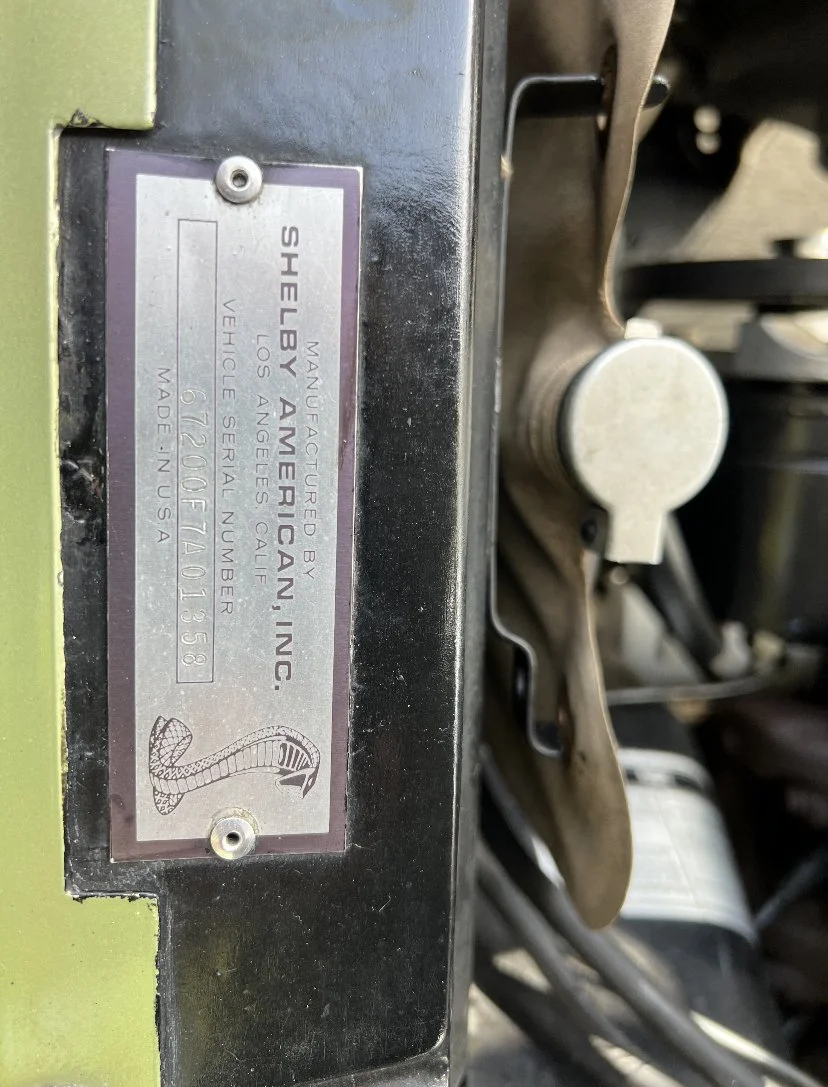 MANUFACTURED BY
SHELBY AMERICAN, INC.
LOS ANGELES, CALIF
VEHICLE SERIAL NUMBER
67200F7A01358
MADE IN U.S.A